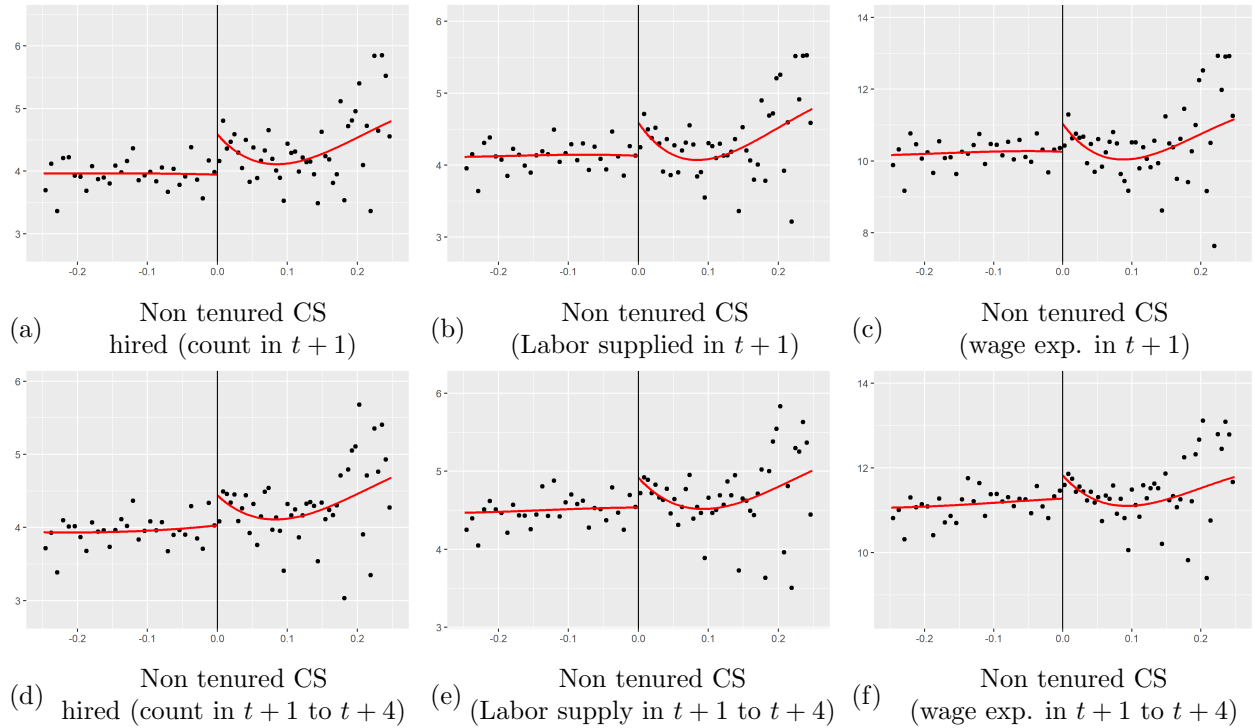 6
5
4
3
-0.2 -0.1 0.0 0.1 0.2
6
5
4
3
-0.2 -0.1 0.0 0.1 0.2
14
12
10
8
-0.2 -0.1 0.0 0.1 0.2
(a) Non tenured CS
hired (count in t + 1)
(b) Non tenured CS
(Labor supplied in t + 1)
(c) Non tenured CS
(wage exp. in t + 1)
6
5
4
3
-0.2 -0.1 0.0 0.1 0.2
6
5
4
3
-0.2 -0.1 0.0 0.1 0.2
14
12
10
-0.2 -0.1 0.0 0.1 0.2
(d) Non tenured CS
hired (count in t + 1 to t + 4)
(e) Non tenured CS
(Labor supply in t + 1 to t + 4)
(f) Non tenured CS
(wage exp. in t + 1 to t + 4)